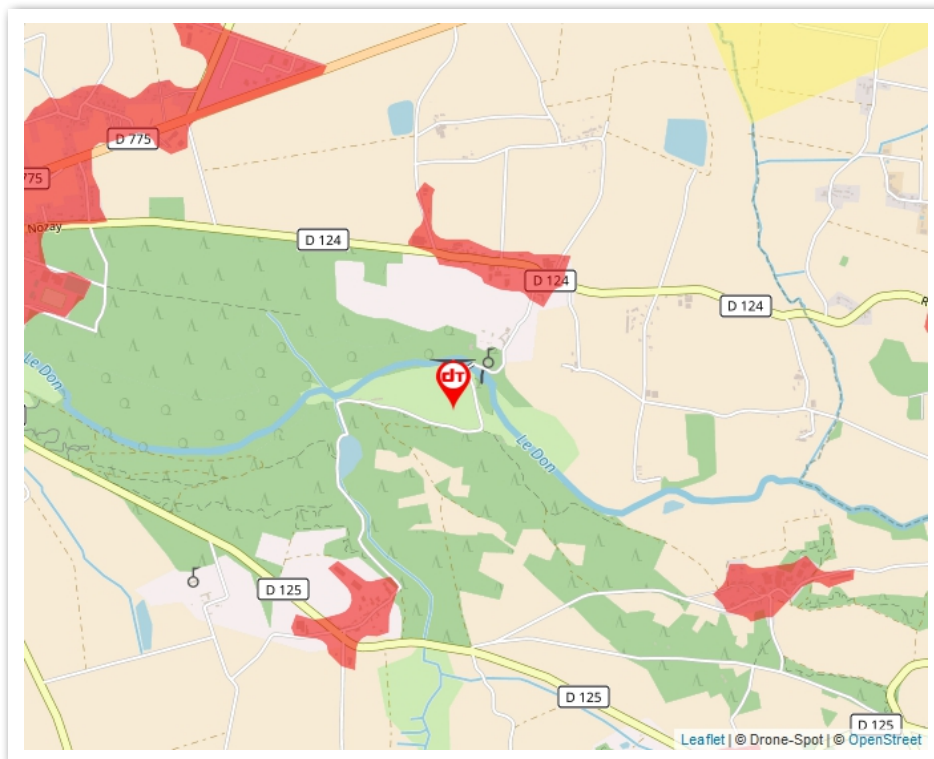 D 775
775
Nozay
D 124
D 124
D 124
R
Le Don
dT
Le Don
D 125
D 125
D 125
Leaflet | © Drone-Spot | © OpenStreet